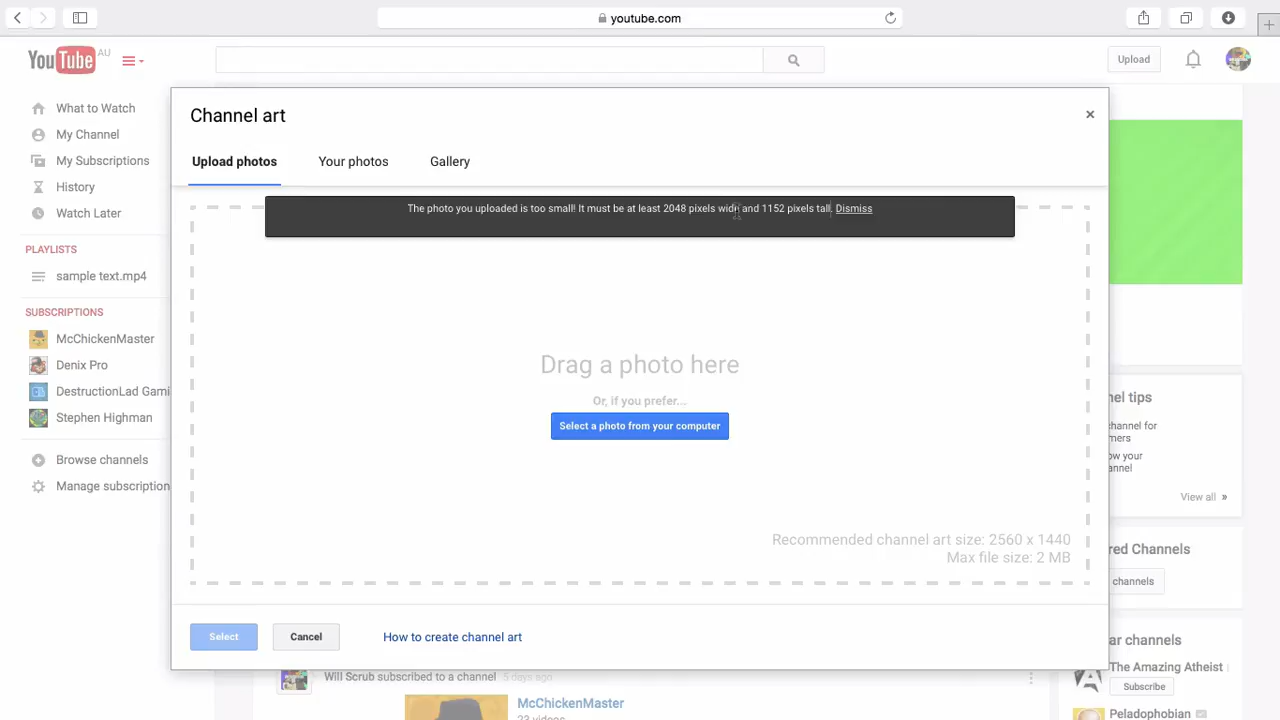 youtube.com
YouTube AU
Upload
What to Watch
My Channel
My Subscriptions
History
Watch Later
PLAYLISTS
sample text.mp4
SUBSCRIPTIONS
McChickenMaster
Denix Pro
DestructionLad Gami
Stephen Highman
Browse channels
Manage subscription
Channel art
×
Upload photos
Your photos
Gallery
The photo you uploaded is too small! It must be at least 2048 pixels wide and 1152 pixels tall. Dismiss
Drag a photo here
Or, if you prefer...
Select a photo from your computer
Recommended channel art size: 2560 x 1440
Max file size: 2 MB
Select
Cancel
How to create channel art
nel tips
channel for
mers
ow your
annel
View all »
red Channels
channels
ar channels
The Amazing Atheist
Subscribe
Peladophobian
Will Scrub subscribed to a channel 5 days ago
McChickenMaster
23 videos